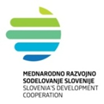 MEDNARODNO RAZVOJNO
SODELOVANJE SLOVENIJE
SLOVENIA'S DEVELOPMENT
COOPERATION